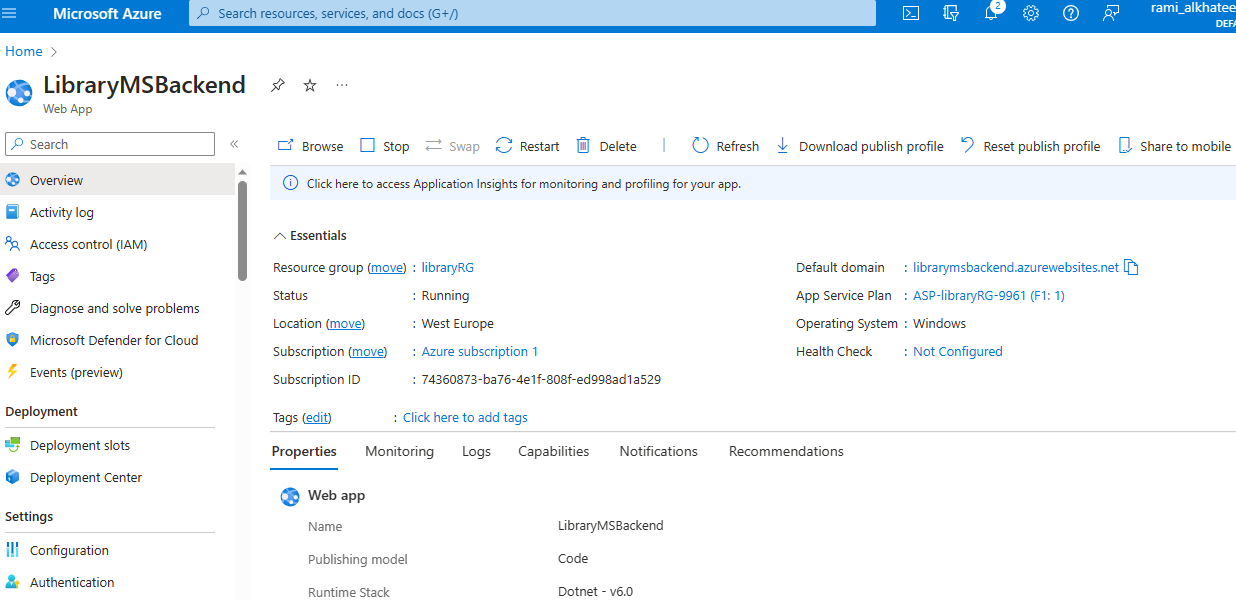 Microsoft Azure
Search resources, services, and docs (G+/)
2
rami_alkhatee
DEFA
Home
LibraryMSBackend
Web App
Search
Browse Stop Swap Restart Delete Refresh Download publish profile Reset publish profile Share to mobile
Click here to access Application Insights for monitoring and profiling for your app.
Overview
Activity log
Access control (IAM)
Tags
Diagnose and solve problems
Microsoft Defender for Cloud
Events (preview)
Deployment
Deployment slots
Deployment Center
Settings
Configuration
Authentication
Essentials
Resource group (move) : libraryRG
Status : Running
Location (move) : West Europe
Subscription (move) : Azure subscription 1
Subscription ID : 74360873-ba76-4e1f-808f-ed998ad1a529
Default domain : librarymsbackend.azurewebsites.net
App Service Plan : ASP-libraryRG-9961 (F1: 1)
Operating System : Windows
Health Check : Not Configured
Tags (edit) : Click here to add tags
Properties Monitoring Logs Capabilities Notifications Recommendations
Web app
Name LibraryMSBackend
Publishing model Code
Runtime Stack Dotnet - v6.0